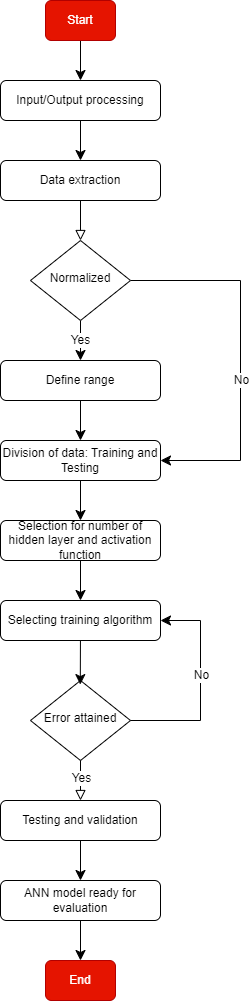 Start
Input/Output processing
Data extraction
Normalized
Yes
Define range
No
Division of data: Training and
Testing
Selection for number of
hidden layer and activation
function
Selecting training algorithm
No
Error attained
Yes
Testing and validation
ANN model ready for
evaluation
End